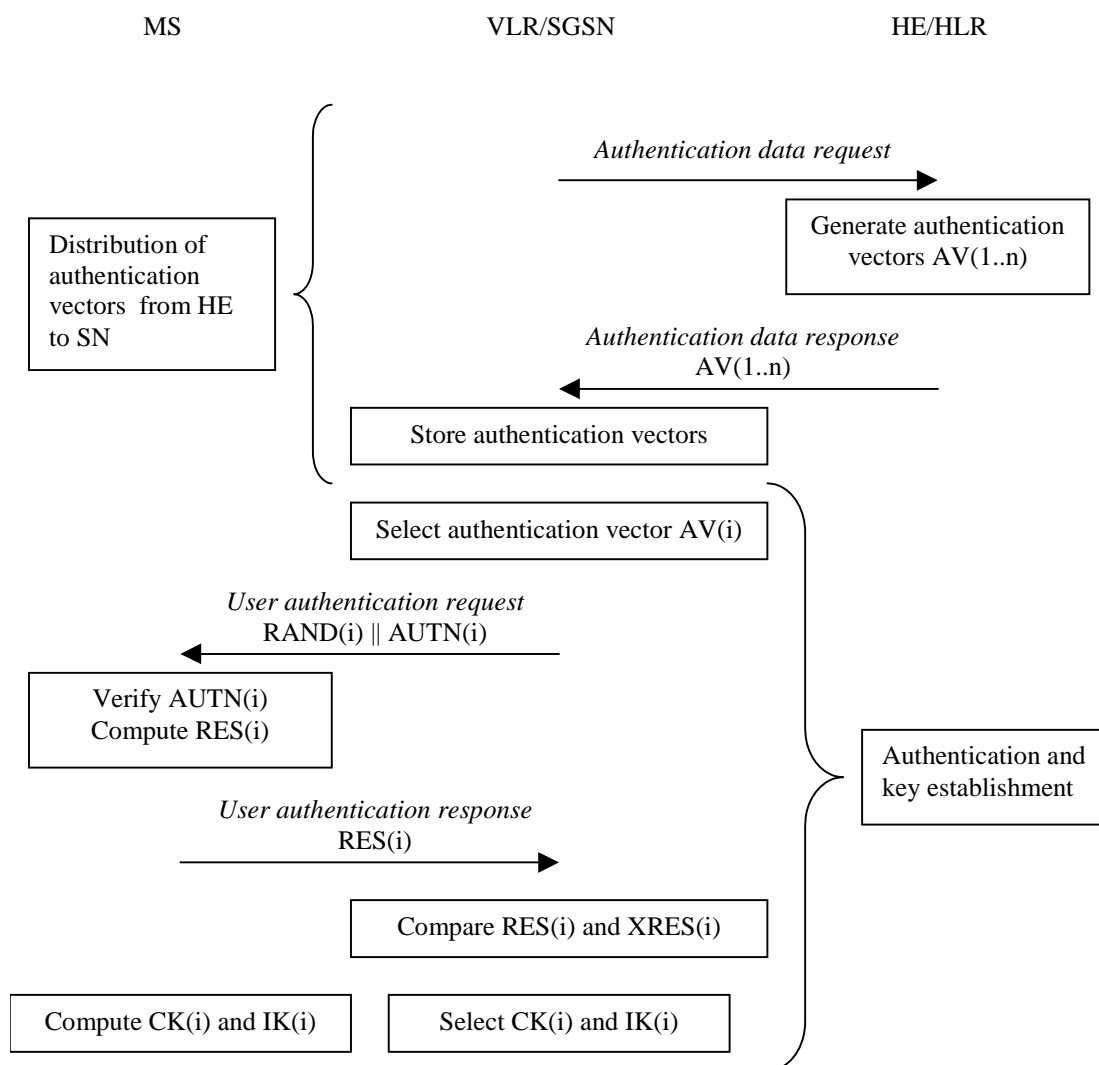 MS
VLR/SGSN
HE/HLR
Authentication data request
Generate authentication
vectors AV(1..n)
Distribution of
authentication
vectors from HE
to SN
Authentication data response
AV(1..n)
Store authentication vectors
Select authentication vector AV(i)
User authentication request
RAND(i) || AUTN(i)
Verify AUTN(i)
Compute RES(i)
Authentication and
key establishment
User authentication response
RES(i)
Compare RES(i) and XRES(i)
Compute CK(i) and IK(i)
Select CK(i) and IK(i)